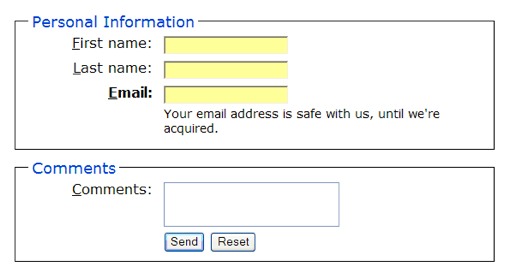 Personal Information
First name:
Last name:
Email:
Your email address is safe with us, until we're
acquired.
Comments
Comments:
Send Reset